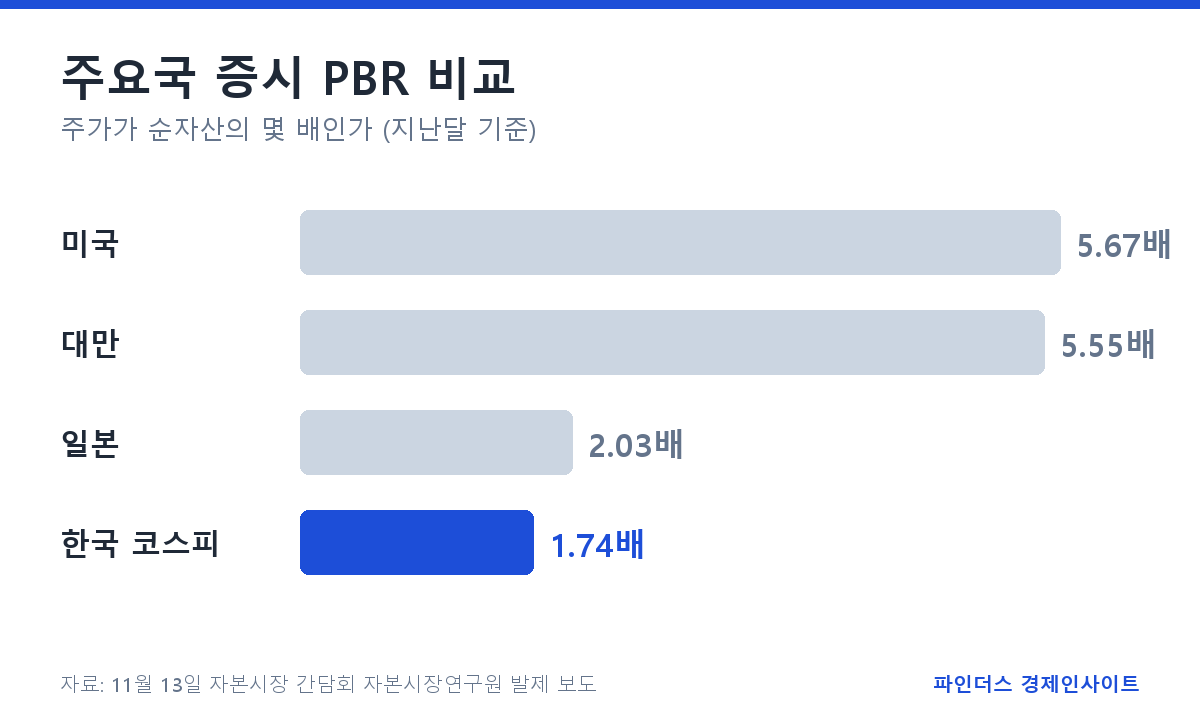 주요국 증시 PBR 비교
주가가 순자산의 몇 배인가 (지난달 기준)
미국 5.67배
대만 5.55배
일본 2.03배
한국 코스피 1.74배
자료: 11월 13일 자본시장 간담회 자본시장연구원 발제 보도
파인더스 경제인사이트